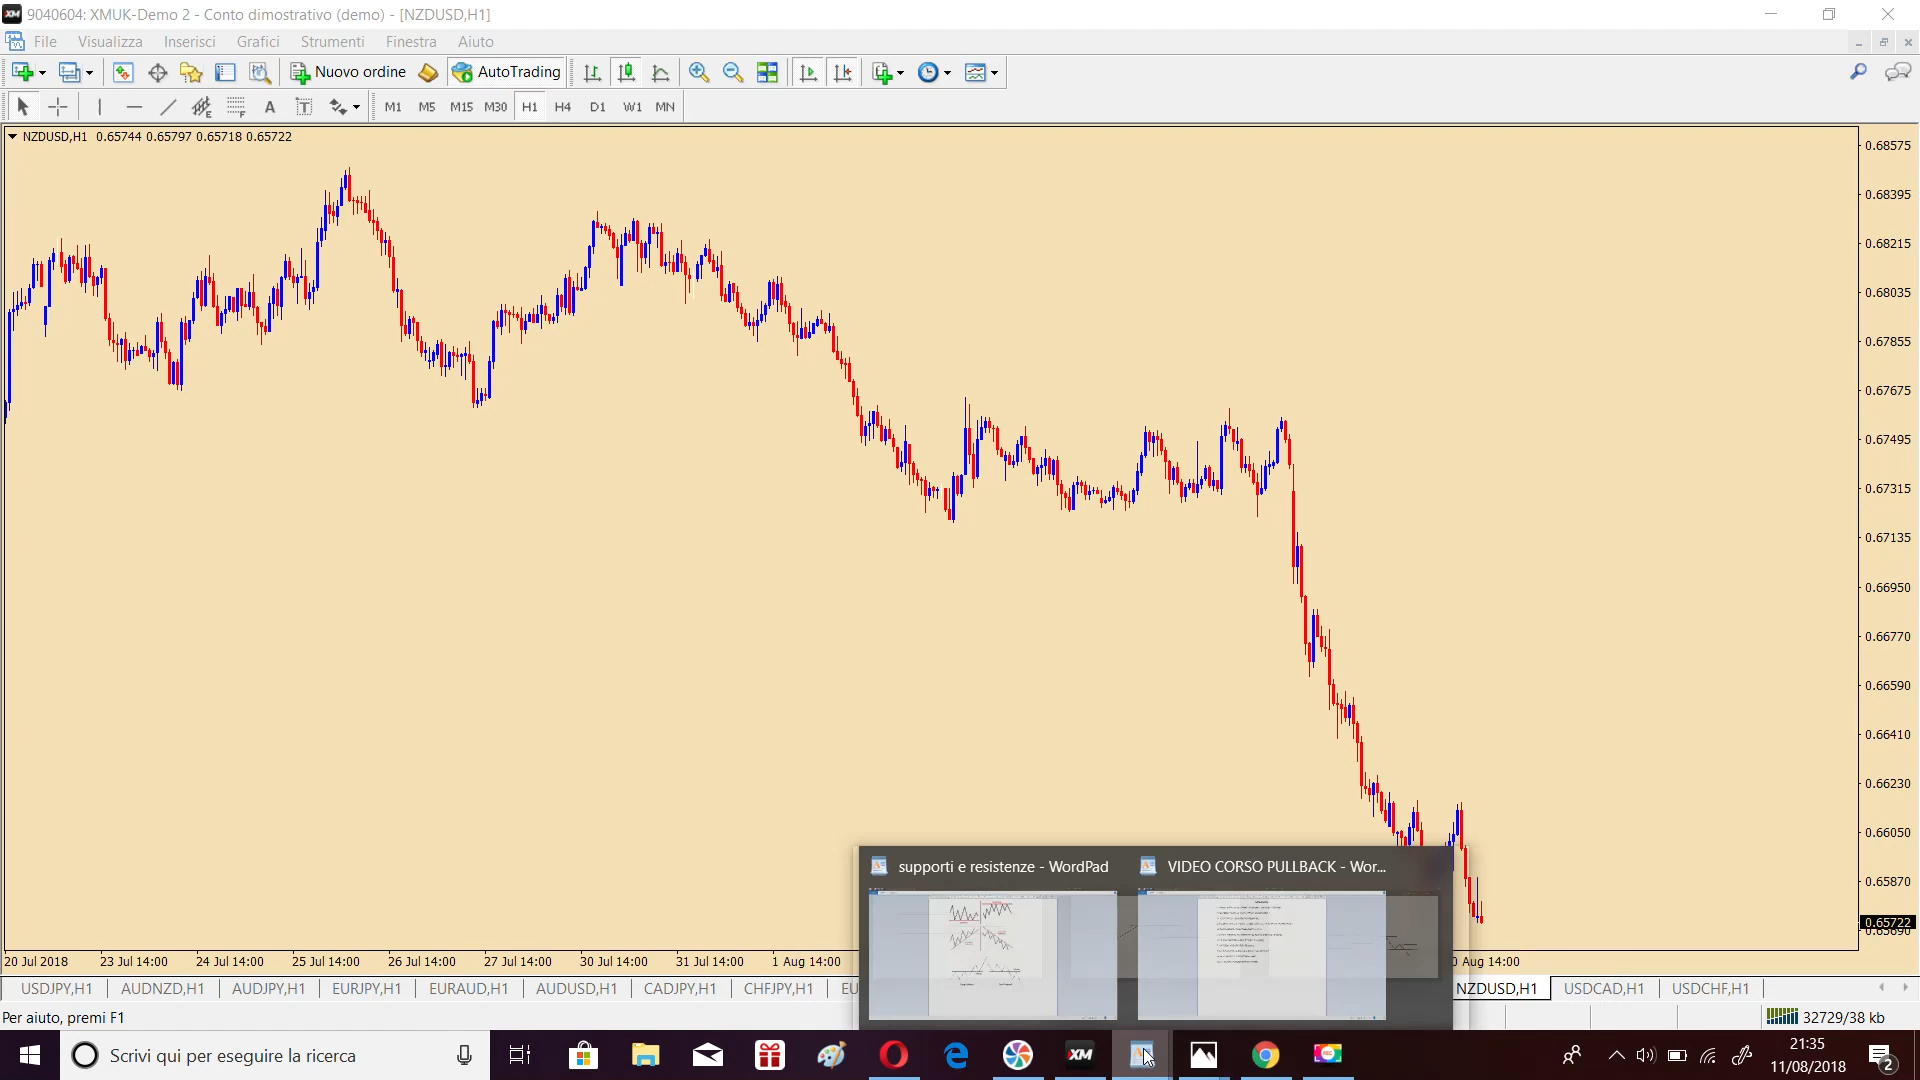 9040604: XMUK-Demo 2 - Conto dimostrativo (demo) - [NZDUSD,H1]
File Visualizza Inserisci Grafici Strumenti Finestra Aiuto
Nuovo ordine AutoTrading
A T M1 M5 M15 M30 H1 H4 D1 W1 MN
NZDUSD,H1 0.65744 0.65797 0.65718 0.65722
0.68575
0.68395
0.68215
0.68035
0.67855
0.67675
0.67495
0.67315
0.67135
0.66950
0.66770
0.66590
0.66410
0.66230
0.66050
0.65870
0.65722
supporti e resistenze - WordPad
VIDEO CORSO PULLBACK - Wor...
20 Jul 2018 23 Jul 14:00 24 Jul 14:00 25 Jul 14:00 26 Jul 14:00 27 Jul 14:00 30 Jul 14:00 31 Jul 14:00 1 Aug 14:00 0 Aug 14:00
USDJPY,H1 AUDNZD,H1 AUDJPY,H1 EURJPY,H1 EURAUD,H1 AUDUSD,H1 CADJPY,H1 CHFJPY,H1 EU NZDUSD,H1 USDCAD,H1 USDCHF,H1
Per aiuto, premi F1
32729/38 kb
Scrivi qui per eseguire la ricerca
XM
21:35
11/08/2018
2